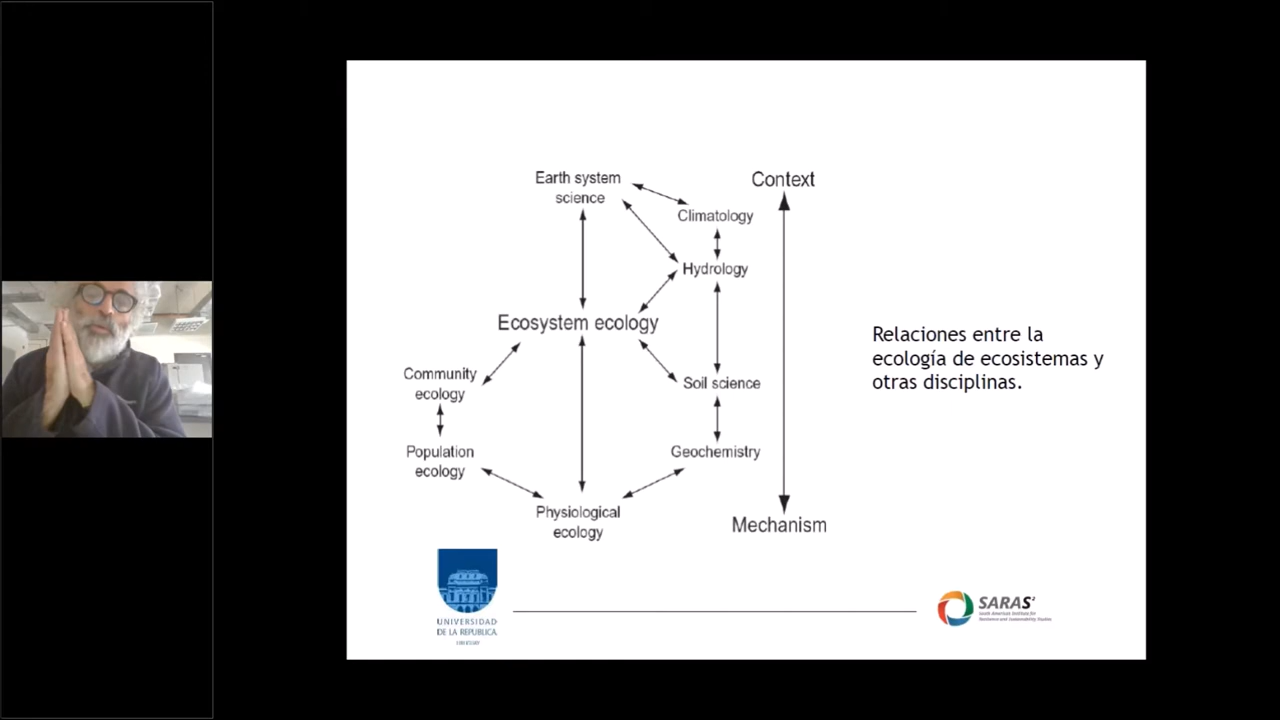 Earth system
science
Context
Climatology
Hydrology
Ecosystem ecology
Relaciones entre la
ecología de ecosistemas y
otras disciplinas.
Community
ecology
Soil science
Population
ecology
Geochemistry
Physiological
ecology
Mechanism
UNIVERSIDAD
DE LA REPUBLICA
URUGUAY
SARAS²
South American Institute for
Resilience and Sustainability Studies